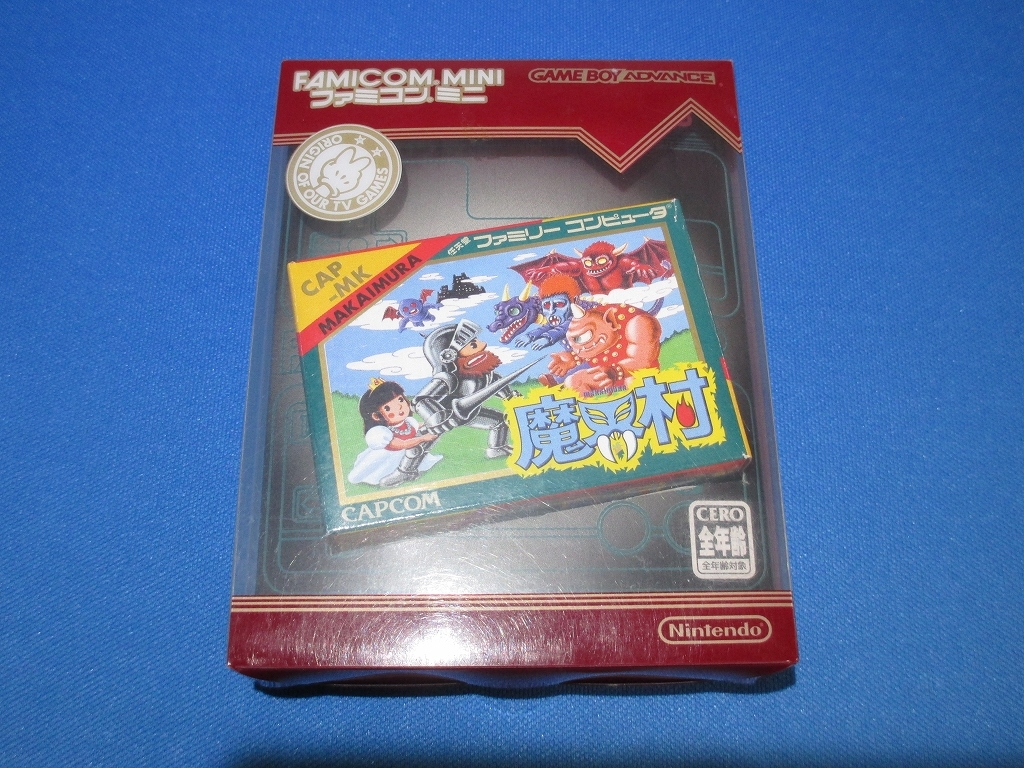 FAMICOM MINI
ファミコン ミニ
GAME BOY ADVANCE
ORIGIN OF OUR TV GAMES
CAP
-MK
MAKAIMURA
任天堂 ファミリー コンピュータ
MAKAIMURA
魔界村
CAPCOM
CERO
全年齢
全年齢対象
Nintendo